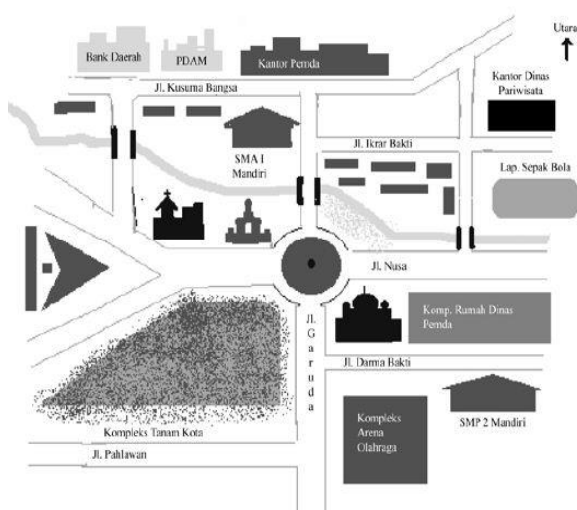 Utara
Bank Daerah
PDAM
Kantor Pemda
Jl. Kusuma Bangsa
Kantor Dinas
Pariwisata
SMA I
Mandiri
Jl. Ikrar Bakti
Lap. Sepak Bola
Jl. Nusa
Komp. Rumah Dinas
Pemda
Jl. Garuda
Jl. Darma Bakti
Kompleks Tanam Kota
Jl. Pahlawan
Kompleks
Arena
Olahraga
SMP 2 Mandiri